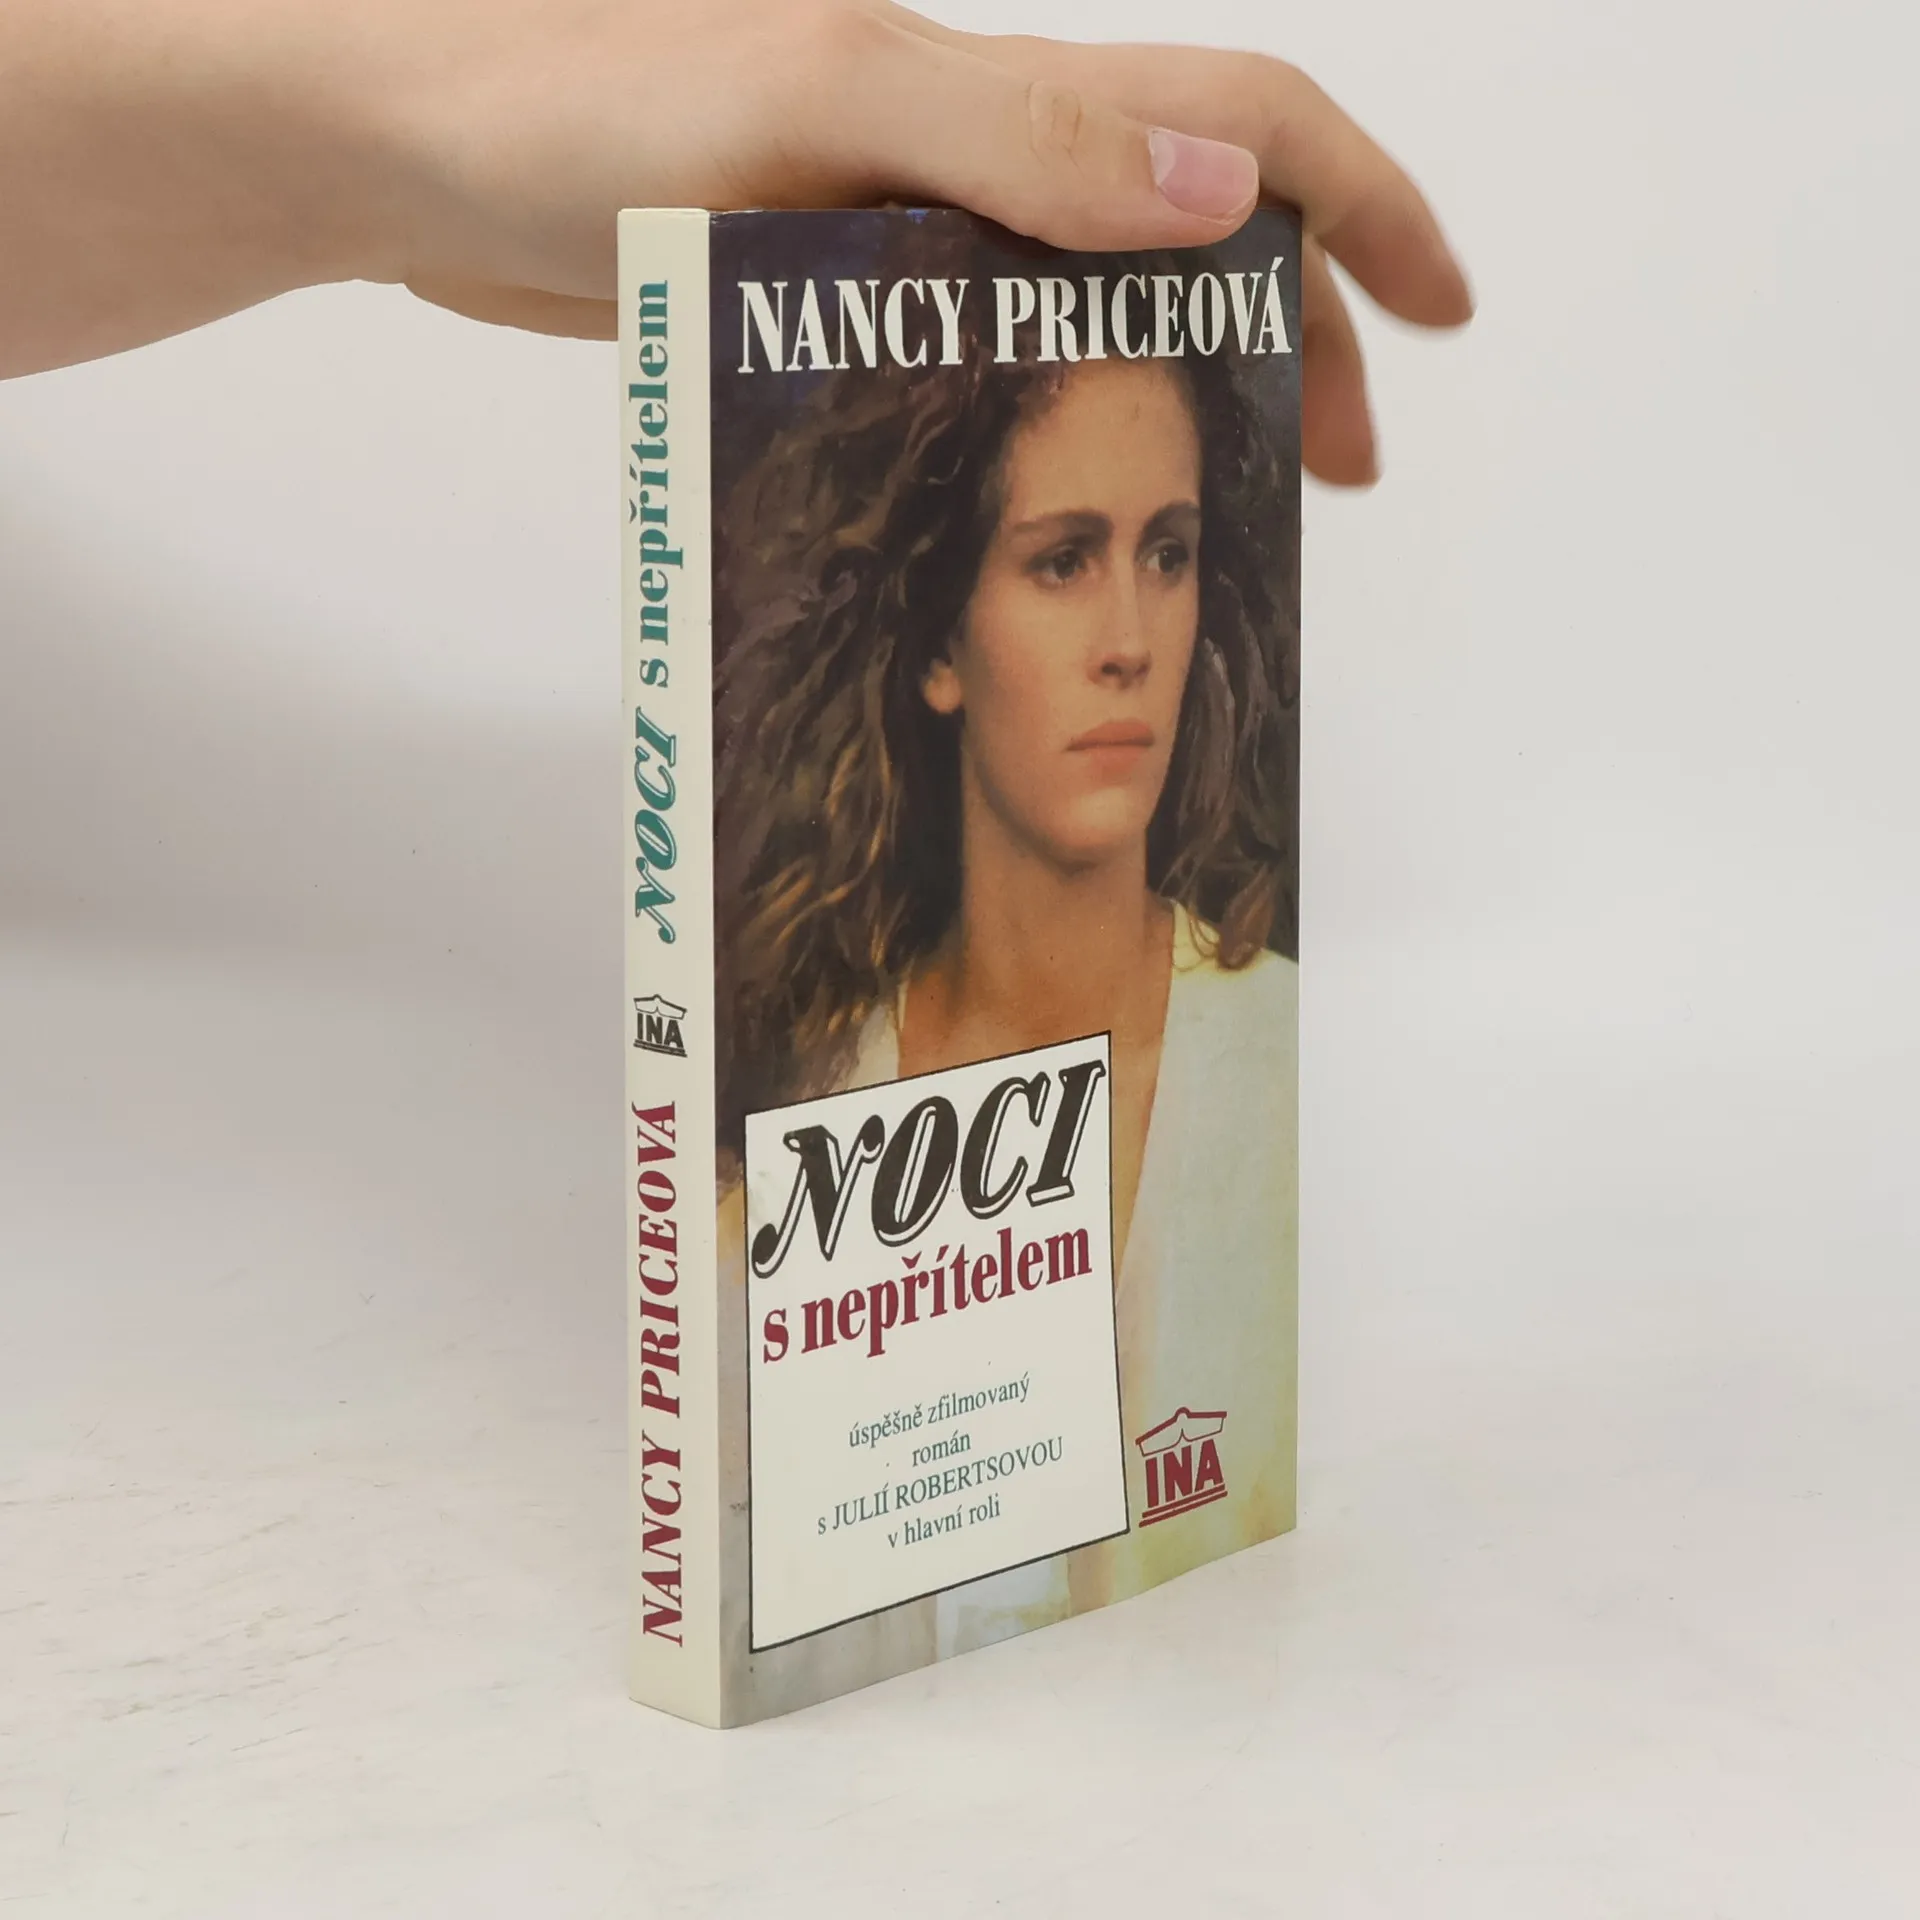 NANCY PRICEOVÁ
NOCI
s nepřítelem
úspěšně zfilmovaný
román
s JULIÍ ROBERTSOVOU
v hlavní roli
INA
NANCY PRICEOVÁ INA NOCI s nepřítelem